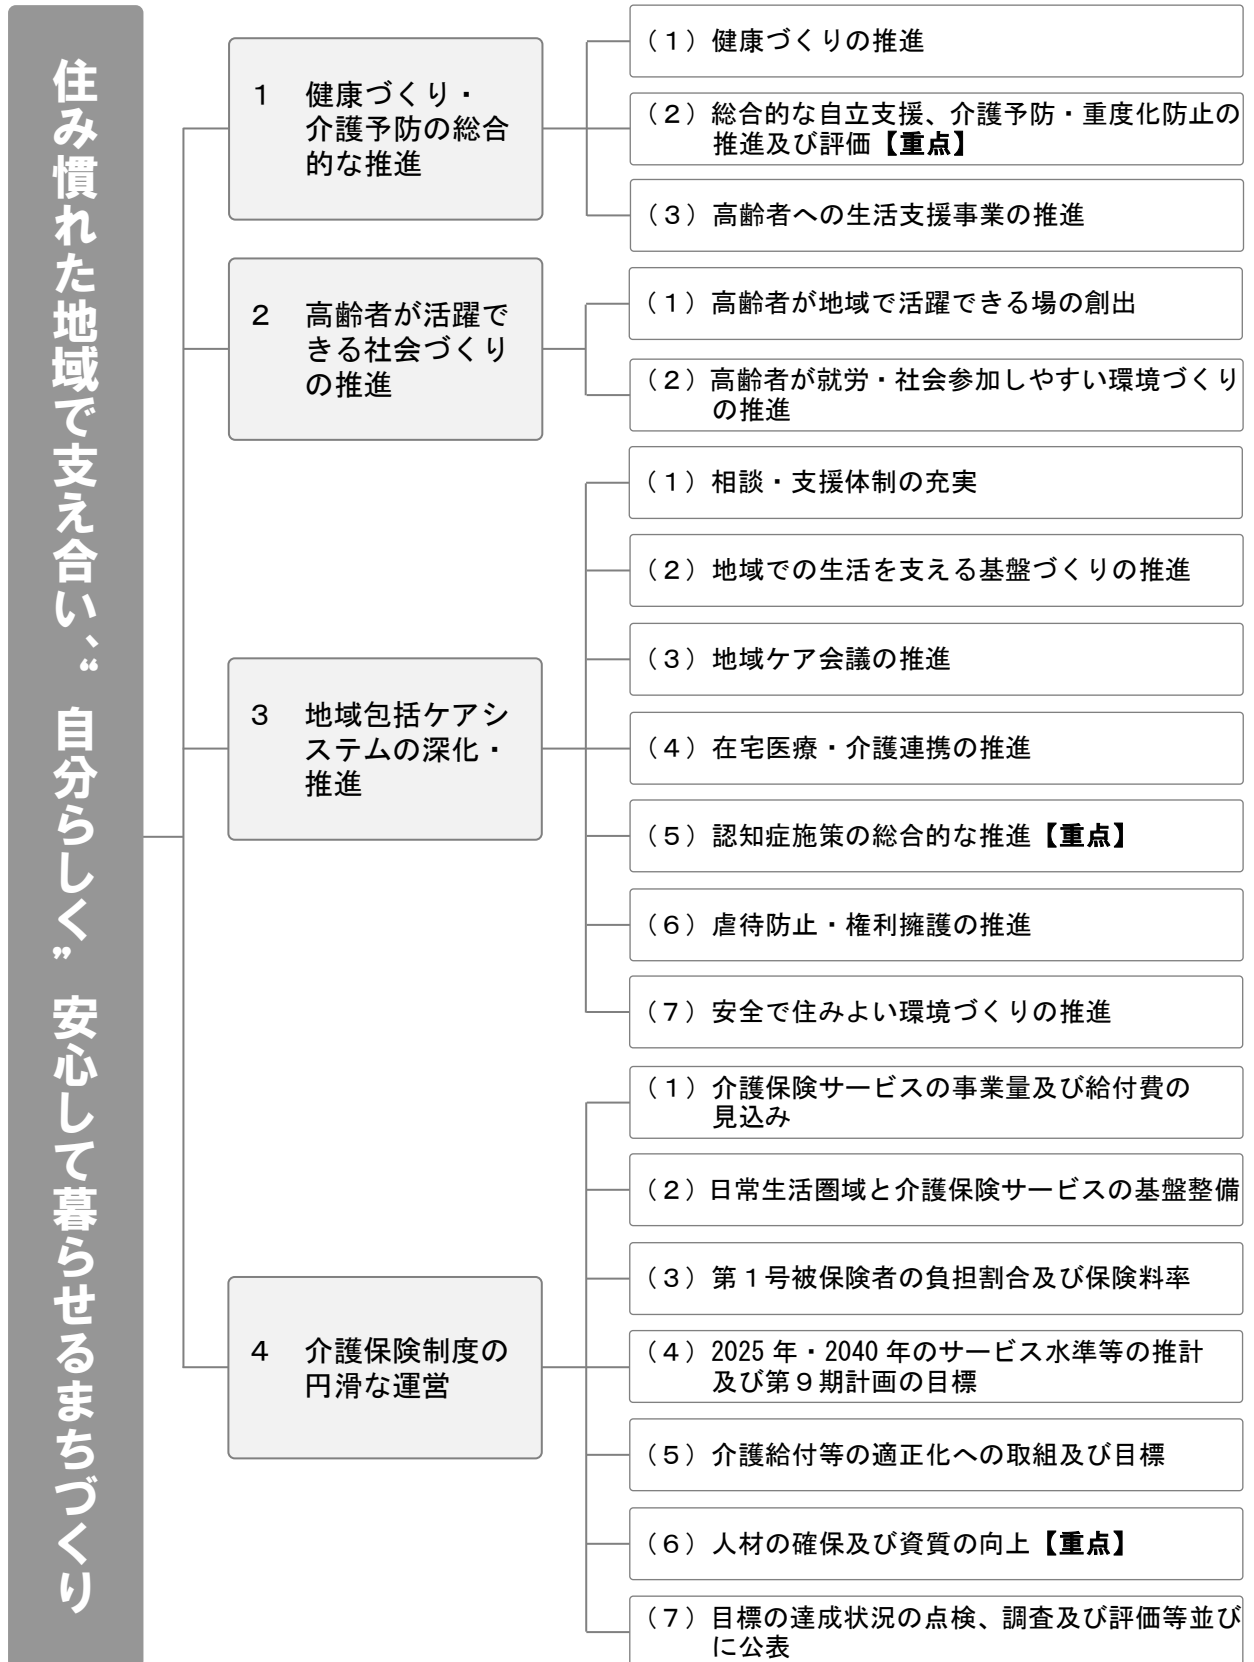 住み慣れた地域で支え合い、“自分らしく”安心して暮らせるまちづくり
1 健康づくり・
介護予防の総合
的な推進
(1)健康づくりの推進
(2)総合的な自立支援、介護予防・重度化防止の
推進及び評価【重点】
(3)高齢者への生活支援事業の推進
2 高齢者が活躍で
きる社会づくり
の推進
(1)高齢者が地域で活躍できる場の創出
(2)高齢者が就労・社会参加しやすい環境づくり
の推進
3 地域包括ケアシ
ステムの深化・
推進
(1)相談・支援体制の充実
(2)地域での生活を支える基盤づくりの推進
(3)地域ケア会議の推進
(4)在宅医療・介護連携の推進
(5)認知症施策の総合的な推進【重点】
(6)虐待防止・権利擁護の推進
(7)安全で住みよい環境づくりの推進
4 介護保険制度の
円滑な運営
(1)介護保険サービスの事業量及び給付費の
見込み
(2)日常生活圏域と介護保険サービスの基盤整備
(3)第1号被保険者の負担割合及び保険料率
(4)2025年・2040年のサービス水準等の推計
及び第9期計画の目標
(5)介護給付等の適正化への取組及び目標
(6)人材の確保及び資質の向上【重点】
(7)目標の達成状況の点検、調査及び評価等並び
に公表